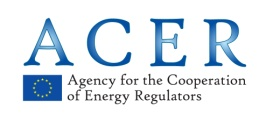 ACER
Agency for the Cooperation
of Energy Regulators